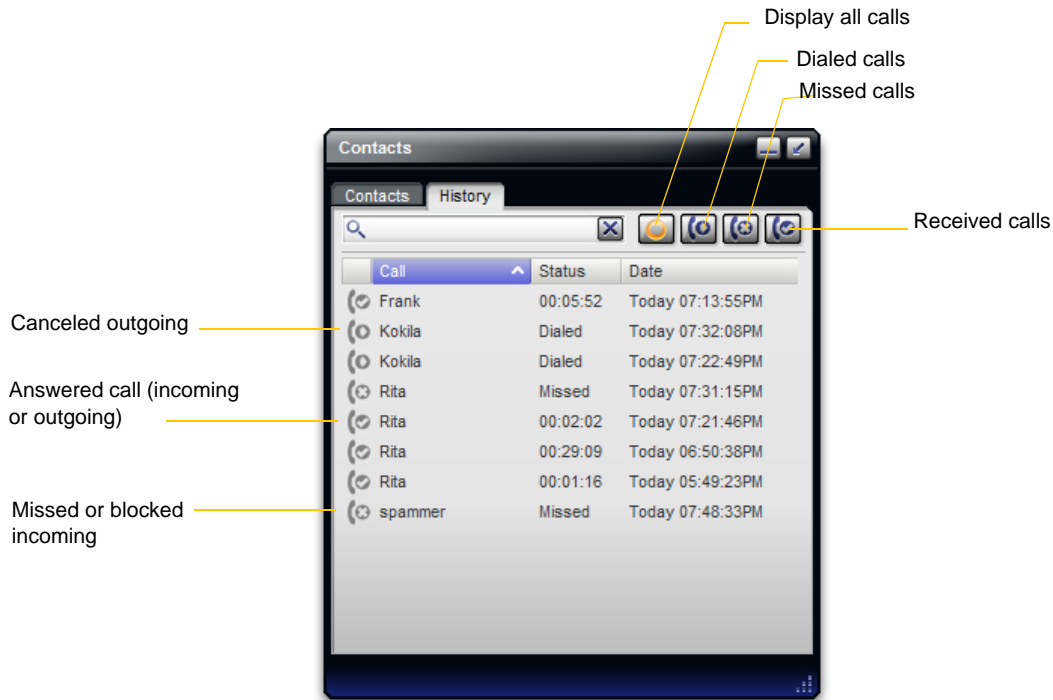 Display all calls
Dialed calls
Missed calls
Contacts
Contacts History
Received calls
Call Status Date
Frank 00:05:52 Today 07:13:55PM
Canceled outgoing
Kokila Dialed Today 07:32:08PM
Kokila Dialed Today 07:22:49PM
Answered call (incoming
or outgoing)
Rita Missed Today 07:31:15PM
Rita 00:02:02 Today 07:21:46PM
Rita 00:29:09 Today 06:50:38PM
Rita 00:01:16 Today 05:49:23PM
Missed or blocked
incoming
spammer Missed Today 07:48:33PM